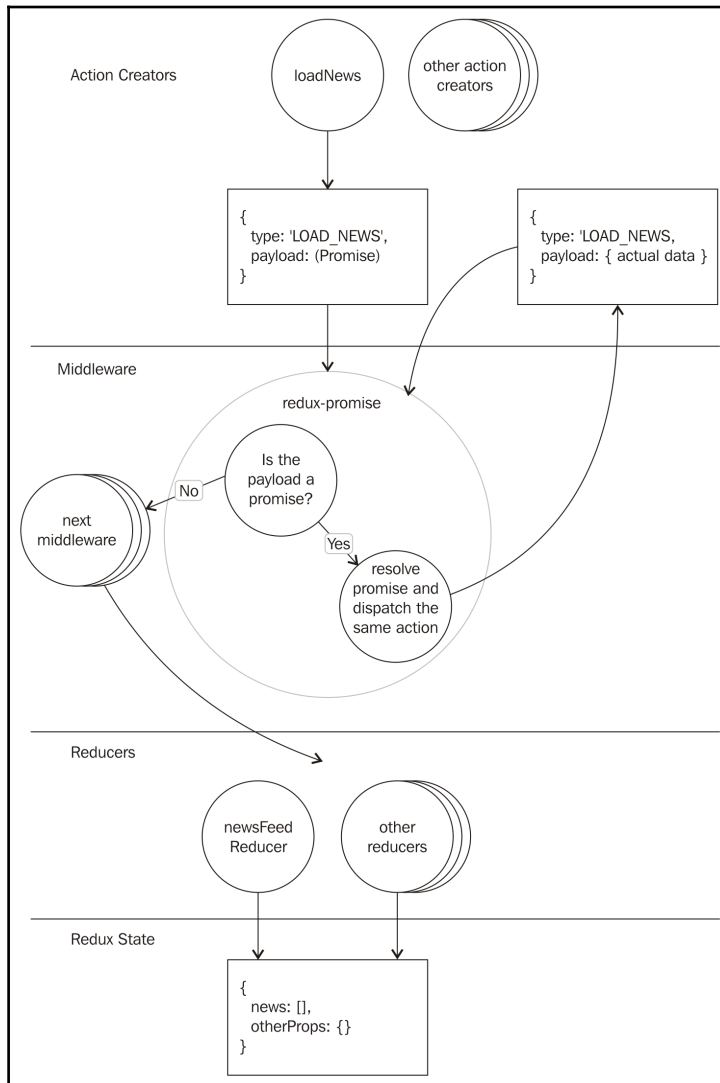 Action Creators
loadNews
other action
creators
{
type: 'LOAD_NEWS',
payload: (Promise)
}
{
type: 'LOAD_NEWS,
payload: { actual data }
}
Middleware
redux-promise
Is the
payload a
promise?
No
next
middleware
Yes
resolve
promise and
dispatch the
same action
Reducers
newsFeed
Reducer
other
reducers
Redux State
{
news: [],
otherProps: {}
}